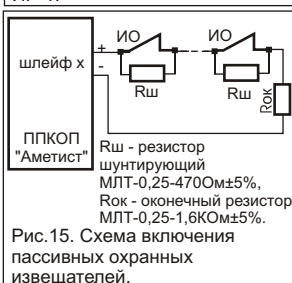 ИО
ИО
+
шлейф х
-
Rш
Rш
Rок
ППКОП
"Аметист"
Rш - резистор
шунтирующий
МЛТ-0,25-470Ом±5%,
Rок - оконечный резистор
МЛТ-0,25-1,6КОм±5%.
Рис.15. Схема включения
пассивных охранных
извещателей.